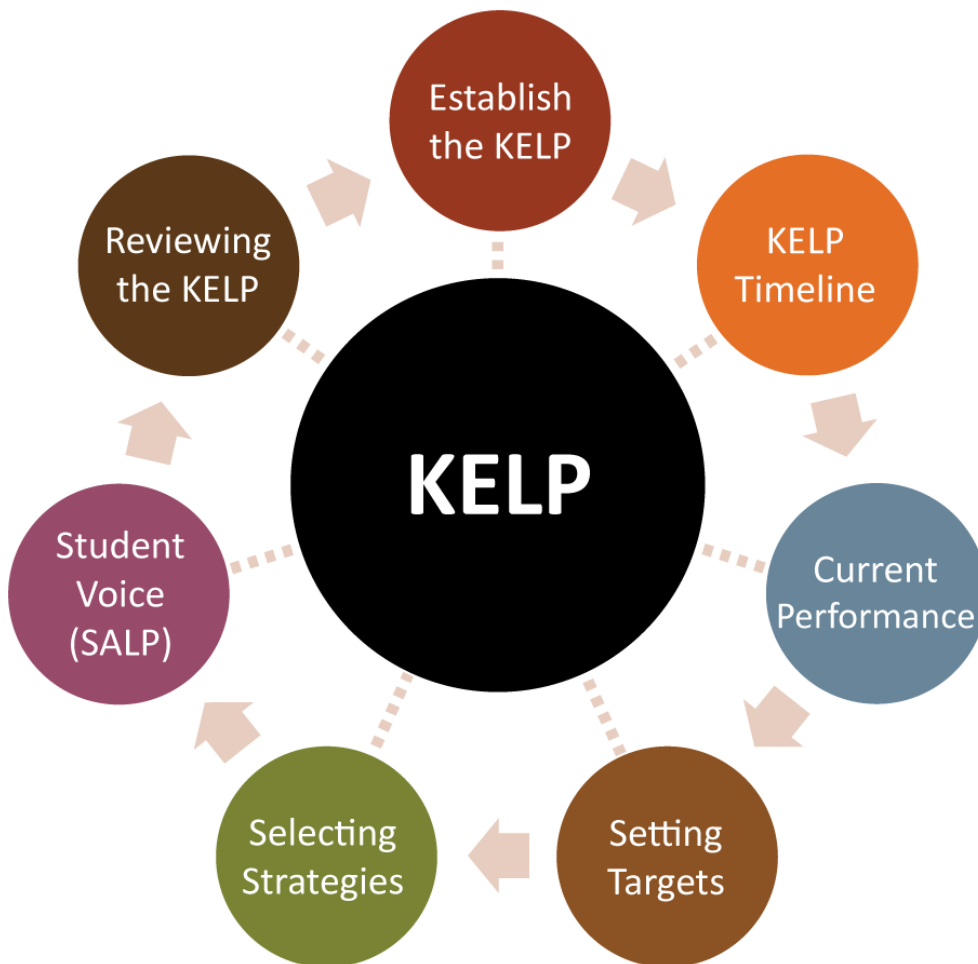 Establish
the KELP
KELP
Timeline
Current
Performance
Setting
Targets
Selecting
Strategies
Student
Voice
(SALP)
Reviewing
the KELP
KELP